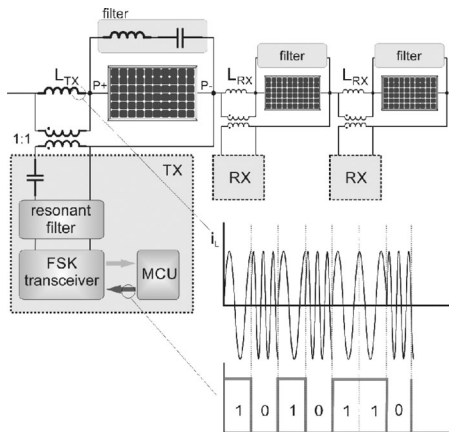 filter
L_TX
P+
P-
L_RX
filter
L_RX
filter
1:1
TX
RX
RX
resonant
filter
FSK
transceiver
MCU
i_L
1 0 1 0 1 1 0